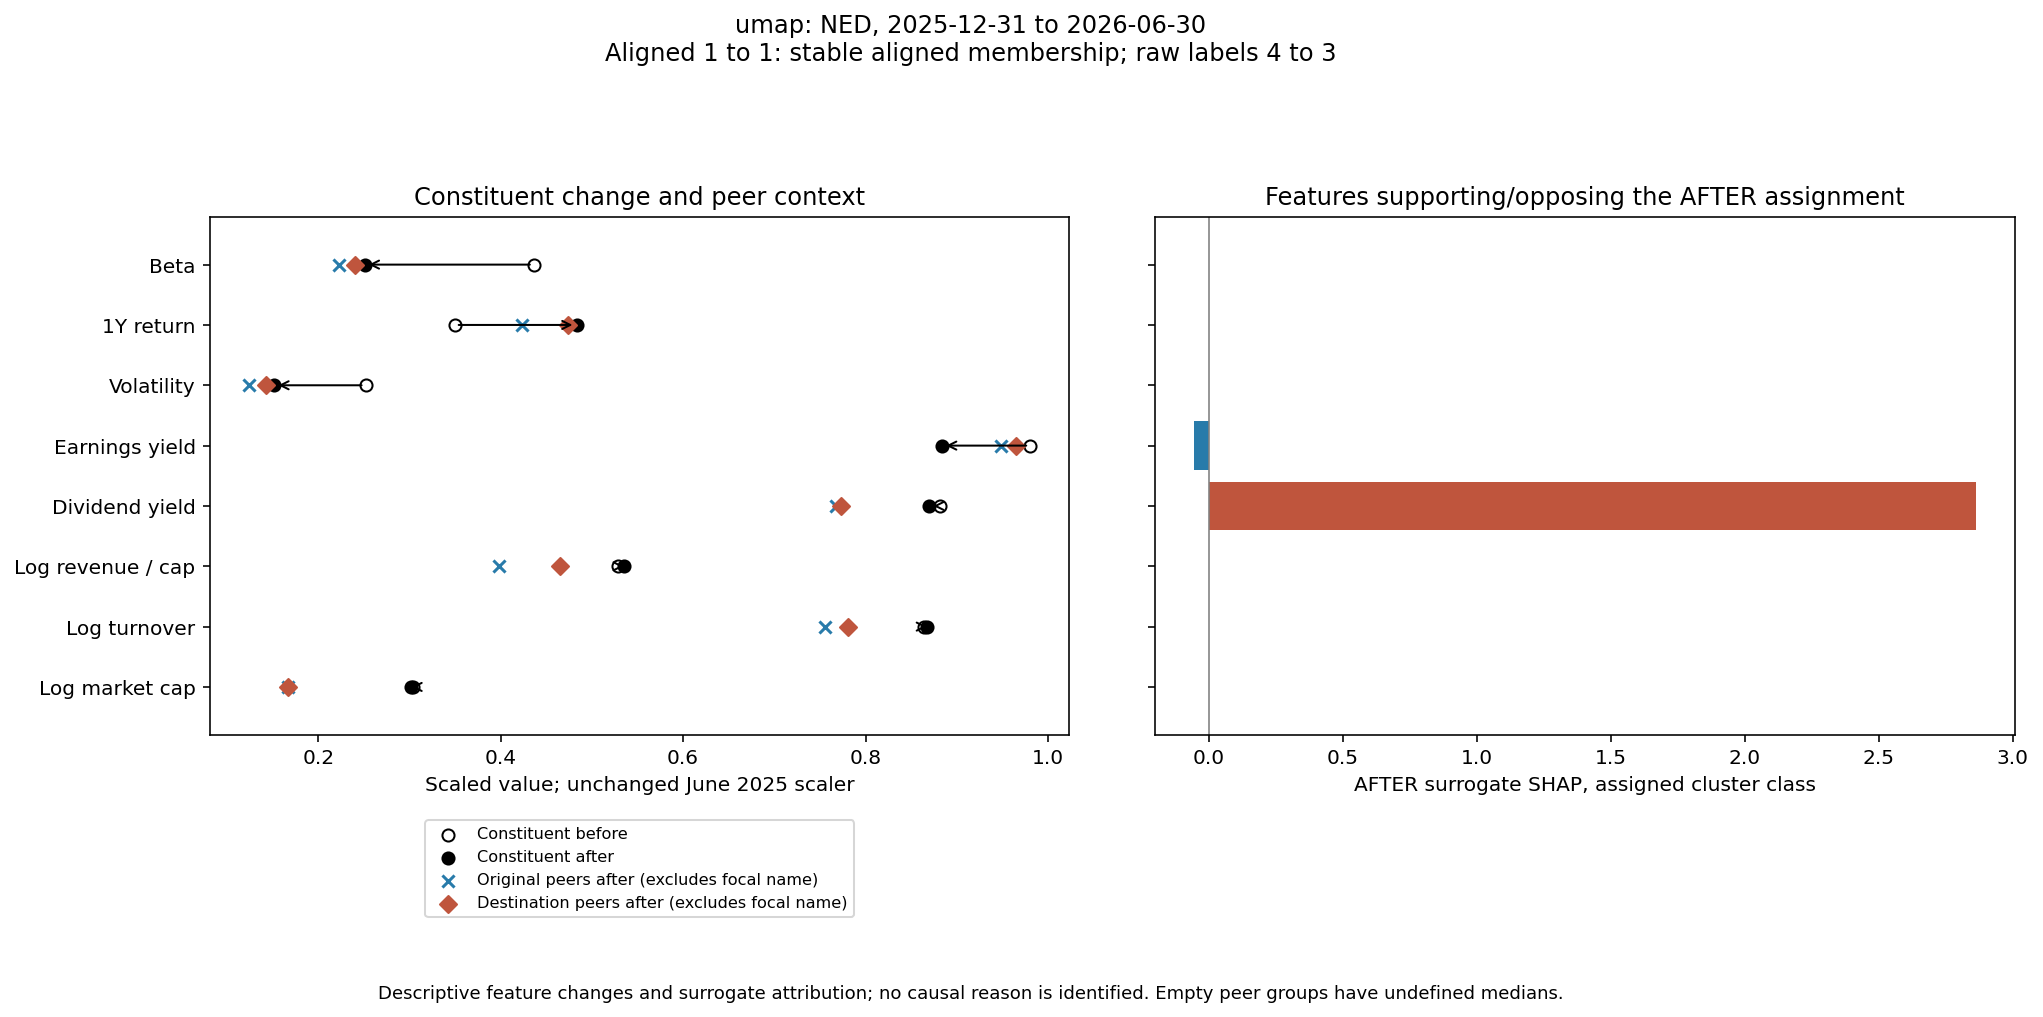 umap: NED, 2025-12-31 to 2026-06-30
Aligned 1 to 1: stable aligned membership; raw labels 4 to 3
Constituent change and peer context
Beta
1Y return
Volatility
Earnings yield
Dividend yield
Log revenue / cap
Log turnover
Log market cap
0.2
0.4
0.6
0.8
1.0
Scaled value; unchanged June 2025 scaler
Constituent before
Constituent after
Original peers after (excludes focal name)
Destination peers after (excludes focal name)
Features supporting/opposing the AFTER assignment
0.0
0.5
1.0
1.5
2.0
2.5
3.0
AFTER surrogate SHAP, assigned cluster class
Descriptive feature changes and surrogate attribution; no causal reason is identified. Empty peer groups have undefined medians.